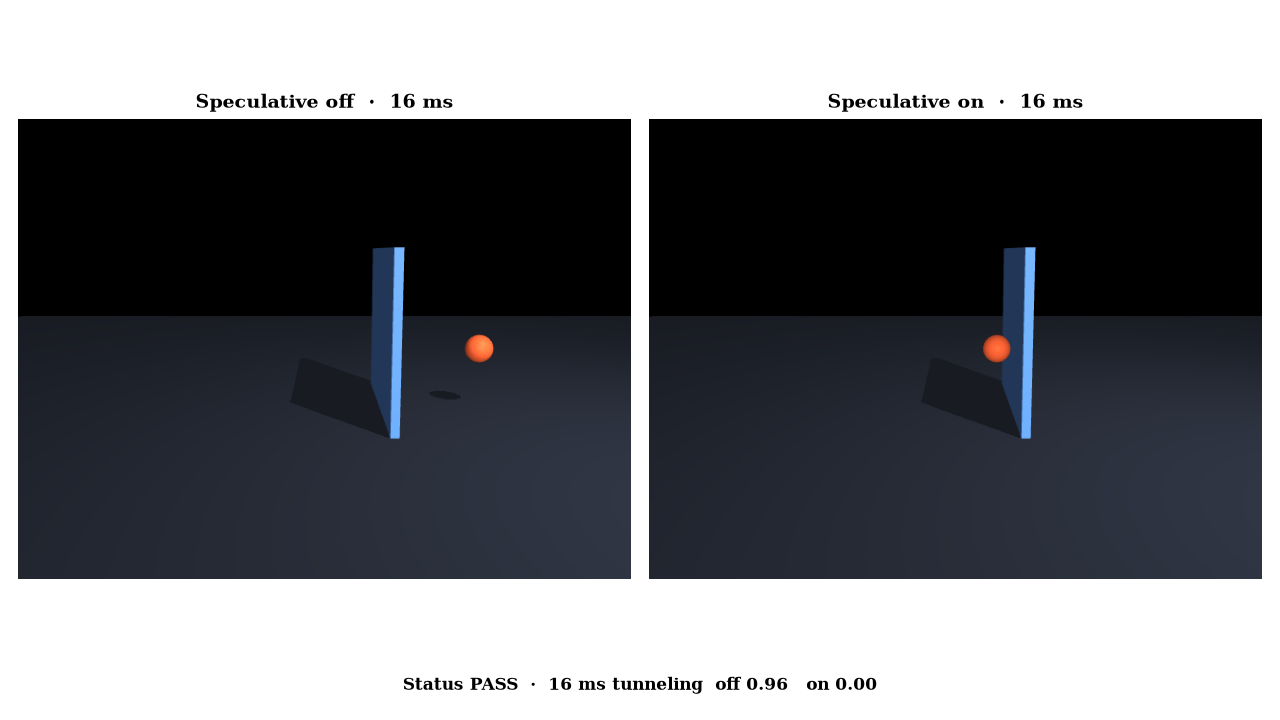 Speculative off · 16 ms
Speculative on · 16 ms
Status PASS · 16 ms tunneling off 0.96 on 0.00